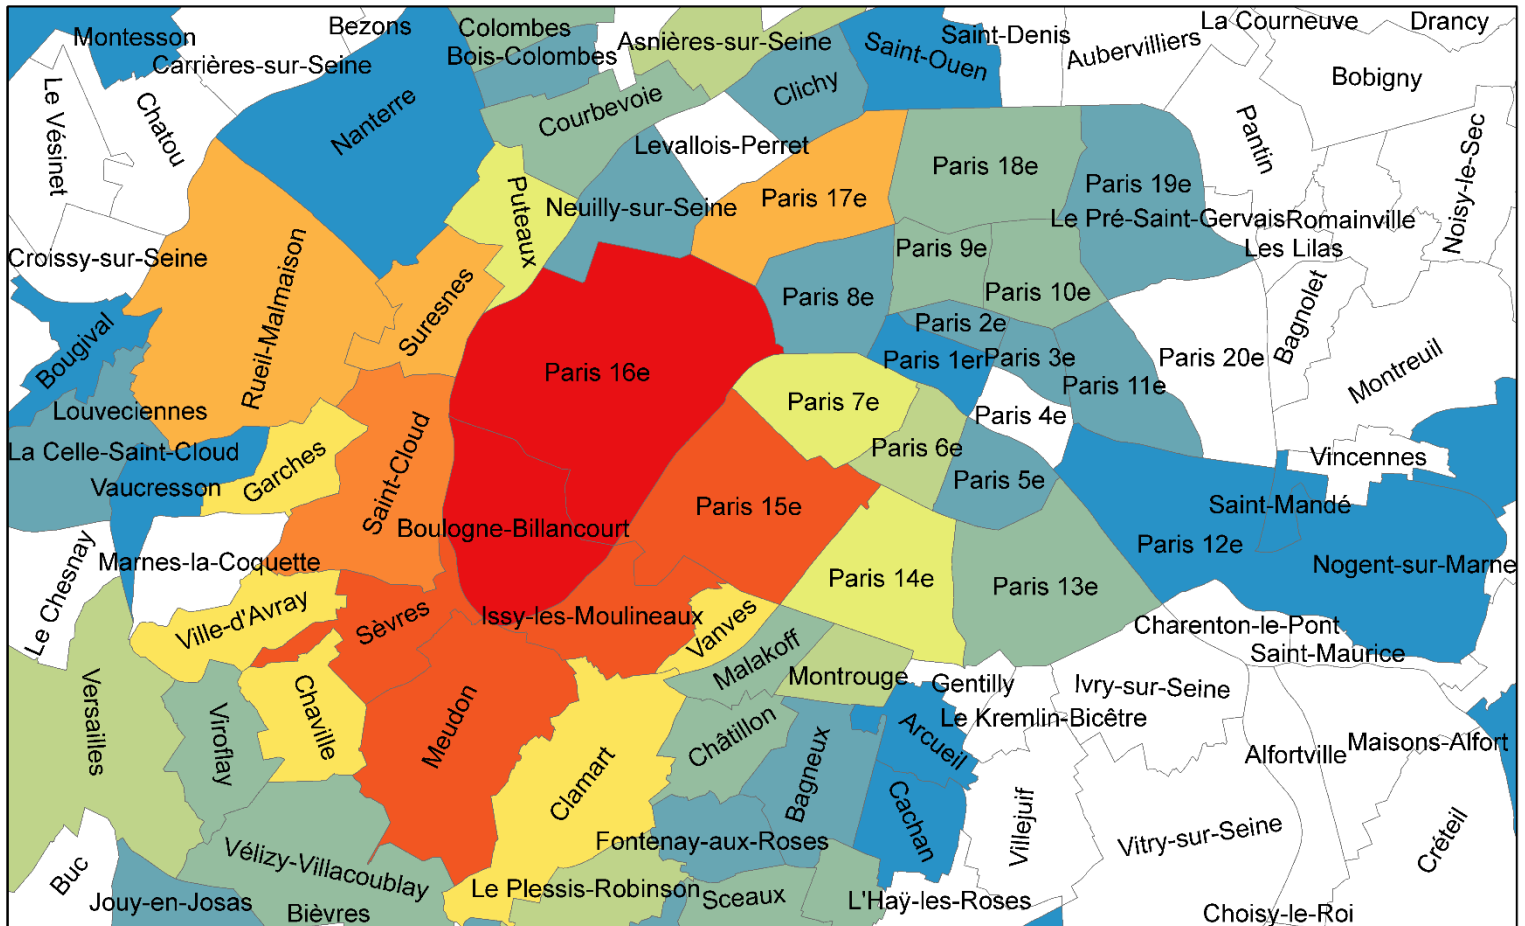 Montesson
Bezons
Colombes
Bois-Colombes
Asnières-sur-Seine
Saint-Ouen
Saint-Denis
Aubervilliers
La Courneuve
Drancy
Carrières-sur-Seine
Le Vésinet
Chatou
Nanterre
Courbevoie
Clichy
Levallois-Perret
Bobigny
Pantin
Noisy-le-Sec
Puteaux
Neuilly-sur-Seine
Paris 17e
Paris 18e
Paris 19e
Le Pré-Saint-Gervais
Romainville
Les Lilas
Croissy-sur-Seine
Rueil-Malmaison
Suresnes
Paris 8e
Paris 9e
Paris 10e
Paris 2e
Bagnolet
Bougival
Paris 16e
Paris 1er
Paris 3e
Paris 11e
Paris 20e
Montreuil
Louveciennes
Paris 7e
Paris 4e
La Celle-Saint-Cloud
Garches
Saint-Cloud
Paris 6e
Paris 5e
Vincennes
Vaucresson
Boulogne-Billancourt
Paris 15e
Saint-Mandé
Paris 12e
Nogent-sur-Marne
Le Chesnay
Marnes-la-Coquette
Paris 14e
Paris 13e
Ville-d'Avray
Sèvres
Issy-les-Moulineaux
Vanves
Charenton-le-Pont
Saint-Maurice
Malakoff
Montrouge
Gentilly
Ivry-sur-Seine
Le Kremlin-Bicêtre
Versailles
Viroflay
Chaville
Meudon
Clamart
Châtillon
Bagneux
Arcueil
Alfortville
Maisons-Alfort
Cachan
Villejuif
Vitry-sur-Seine
Créteil
Fontenay-aux-Roses
Buc
Vélizy-Villacoublay
Le Plessis-Robinson
Sceaux
L'Haÿ-les-Roses
Jouy-en-Josas
Bièvres
Choisy-le-Roi